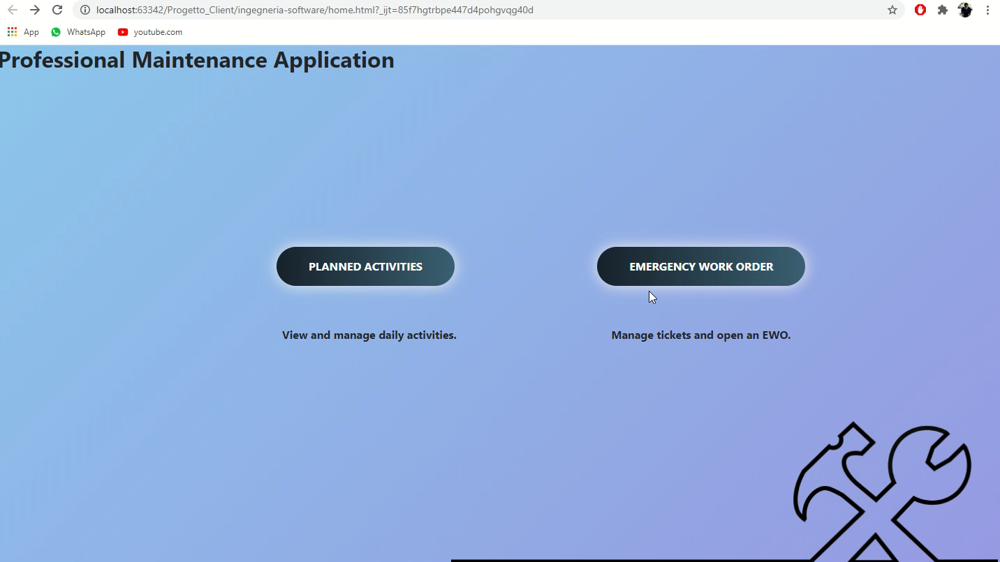 localhost:63342/Progetto_Client/ingegneria-software/home.html?_ijt=85f7hgtrbpe447d4pohgvqg40d
App WhatsApp youtube.com
Professional Maintenance Application
PLANNED ACTIVITIES EMERGENCY WORK ORDER
View and manage daily activities. Manage tickets and open an EWO.